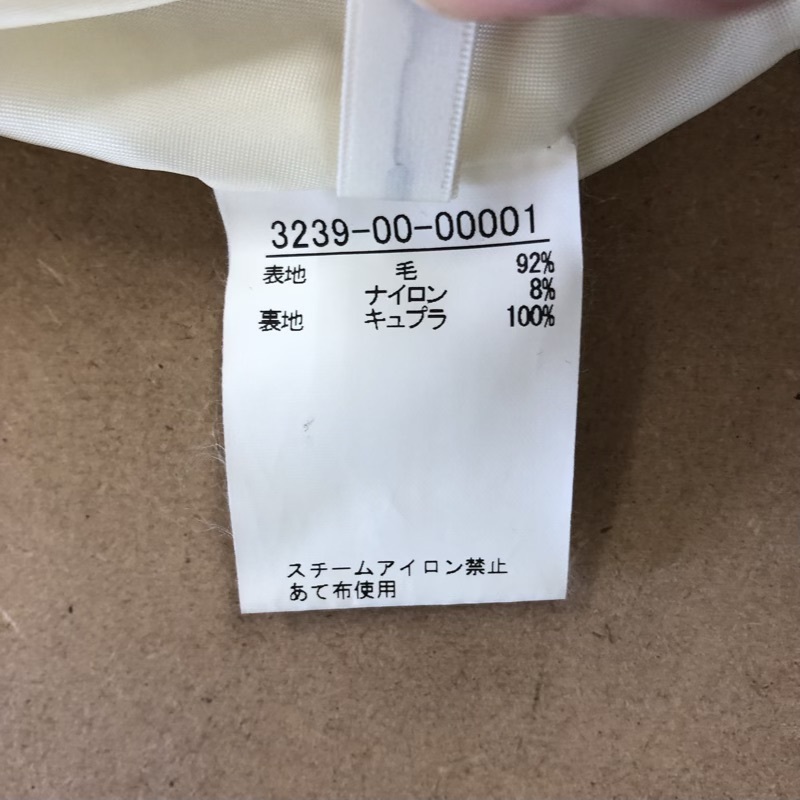 3239-00-00001
表地 毛 92%
ナイロン 8%
裏地 キュプラ 100%
スチームアイロン禁止
あて布使用